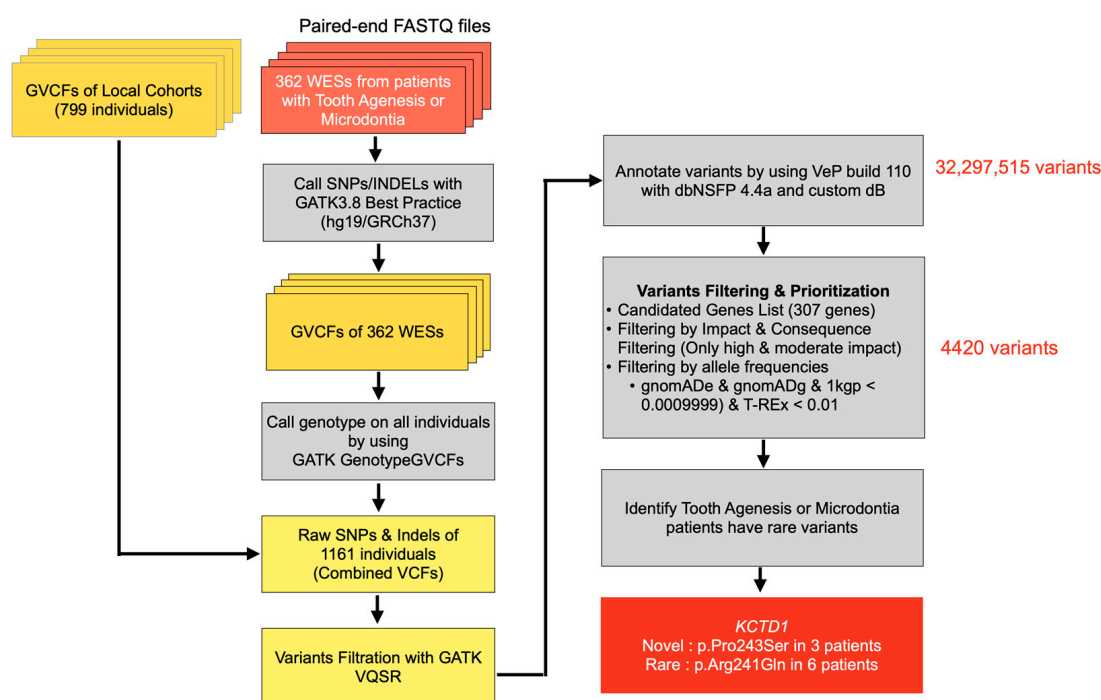 Paired-end FASTQ files
GVCFs of Local Cohorts
(799 individuals)
362 WESs from patients
with Tooth Agenesis or
Microdontia
Call SNPs/INDELs with
GATK3.8 Best Practice
(hg19/GRCh37)
GVCFs of 362 WESs
Call genotype on all individuals
by using
GATK GenotypeGVCFs
Raw SNPs & Indels of
1161 individuals
(Combined VCFs)
Variants Filtration with GATK
VQSR
Annotate variants by using VeP build 110
with dbNSFP 4.4a and custom dB
32,297,515 variants
Variants Filtering & Prioritization
• Candidated Genes List (307 genes)
• Filtering by Impact & Consequence
Filtering (Only high & moderate impact)
• Filtering by allele frequencies
• gnomADe & gnomADg & 1kgp <
0.0009999) & T-REx < 0.01
4420 variants
Identify Tooth Agenesis or Microdontia
patients have rare variants
KCTD1
Novel : p.Pro243Ser in 3 patients
Rare : p.Arg241Gln in 6 patients